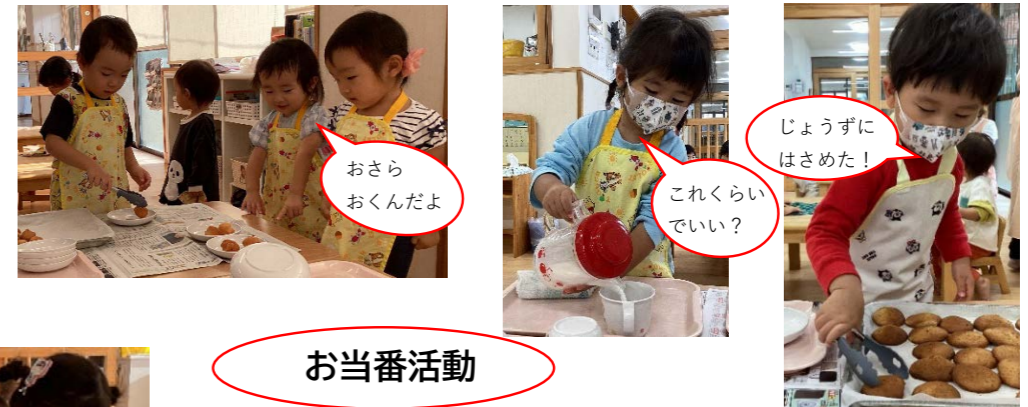 おさら
おくんだよ
これくらい
でいい？
じょうずに
はさめた！
お当番活動